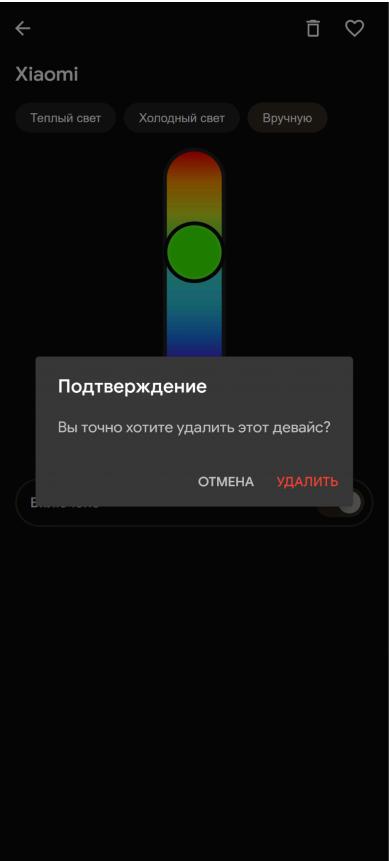 Xiaomi
Теплый свет
Холодный свет
Вручную
Подтверждение
Вы точно хотите удалить этот девайс?
ОТМЕНА
УДАЛИТЬ